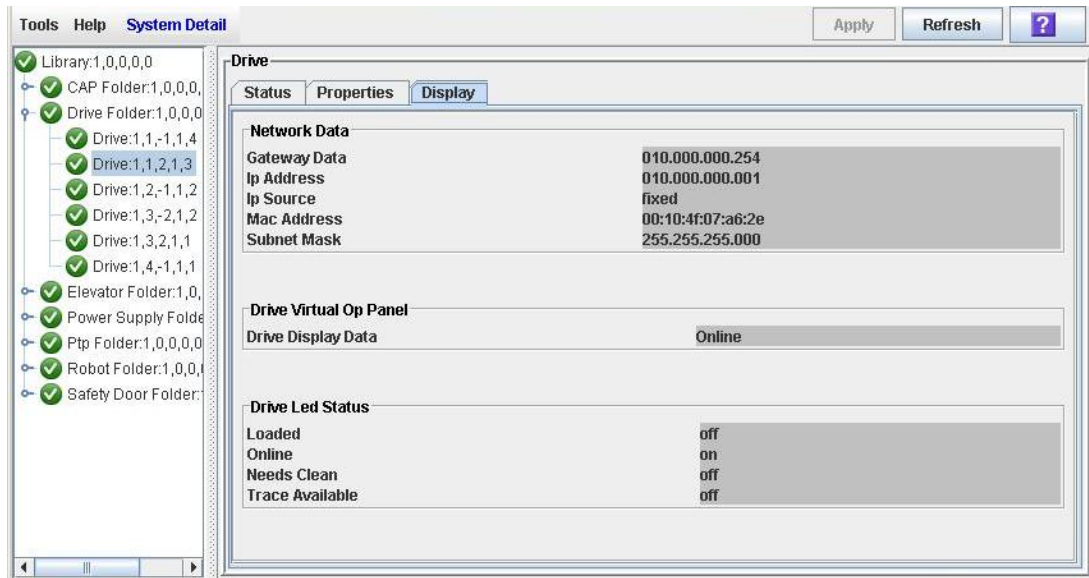 Tools Help System Detail Apply Refresh ?
Library:1,0,0,0,0
CAP Folder:1,0,0,0,
Drive Folder:1,0,0,0
Drive:1,1,-1,1,4
Drive:1,1,2,1,3
Drive:1,2,-1,1,2
Drive:1,3,-2,1,2
Drive:1,3,2,1,1
Drive:1,4,-1,1,1
Elevator Folder:1,0,
Power Supply Folde
Ptp Folder:1,0,0,0,0
Robot Folder:1,0,0,
Safety Door Folder:
Drive
Status Properties Display
Network Data
Gateway Data 010.000.000.254
Ip Address 010.000.000.001
Ip Source fixed
Mac Address 00:10:4f:07:a6:2e
Subnet Mask 255.255.255.000
Drive Virtual Op Panel
Drive Display Data Online
Drive Led Status
Loaded off
Online on
Needs Clean off
Trace Available off